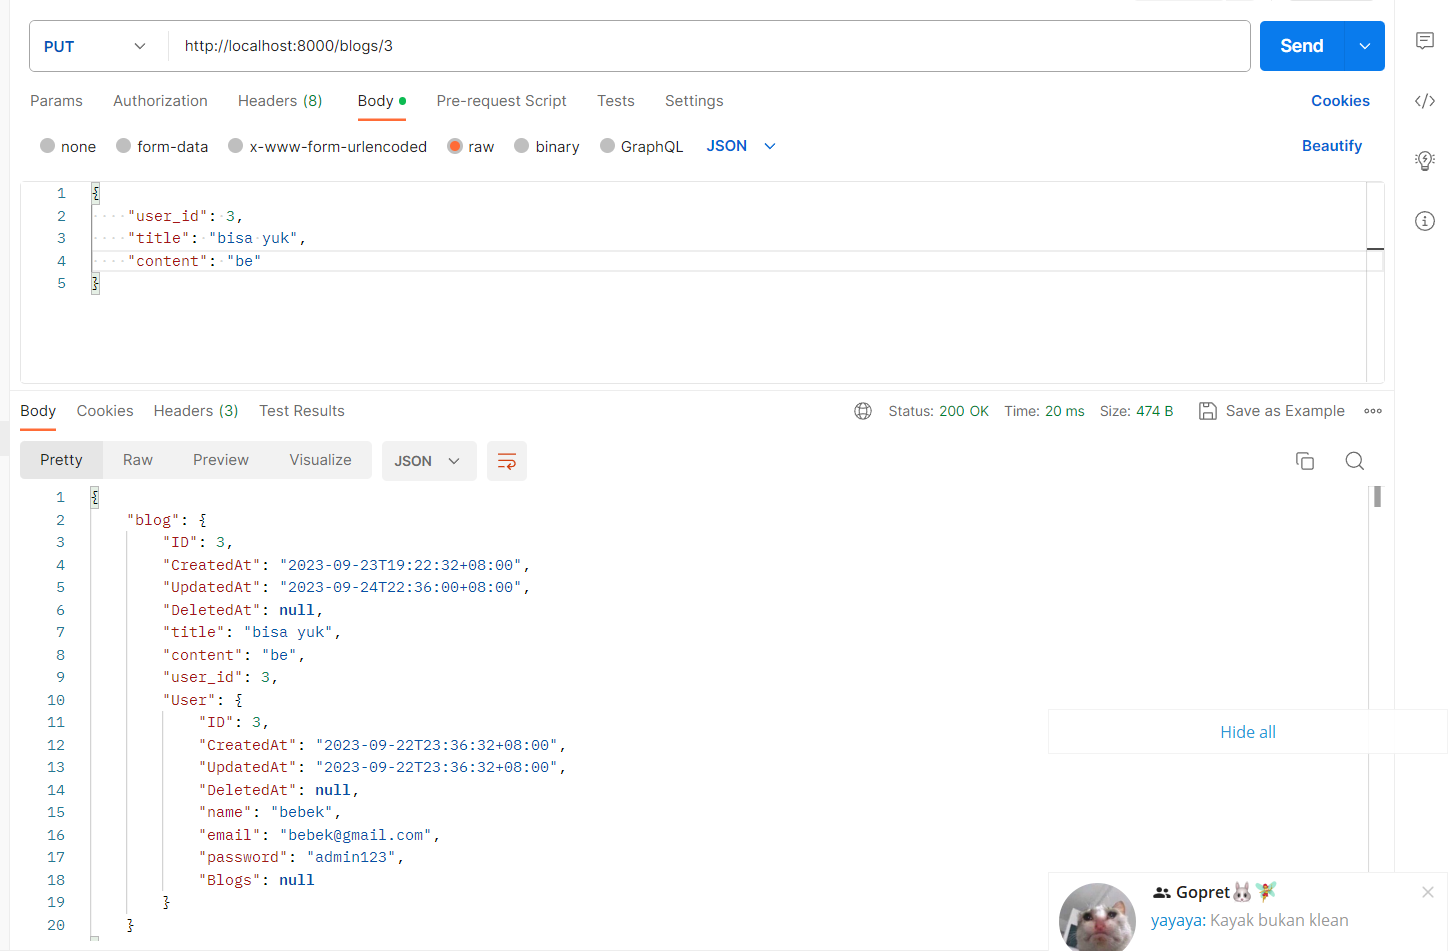 PUT http://localhost:8000/blogs/3 Send
Params Authorization Headers (8) Body Pre-request Script Tests Settings Cookies
none form-data x-www-form-urlencoded raw binary GraphQL JSON Beautify
1 {
2 "user_id": 3,
3 "title": "bisa yuk",
4 "content": "be"
5 }
Body Cookies Headers (3) Test Results Status: 200 OK Time: 20 ms Size: 474 B Save as Example
Pretty Raw Preview Visualize JSON
1 {
2 "blog": {
3 "ID": 3,
4 "CreatedAt": "2023-09-23T19:22:32+08:00",
5 "UpdatedAt": "2023-09-24T22:36:00+08:00",
6 "DeletedAt": null,
7 "title": "bisa yuk",
8 "content": "be",
9 "user_id": 3,
10 "User": {
11 "ID": 3,
12 "CreatedAt": "2023-09-22T23:36:32+08:00",
13 "UpdatedAt": "2023-09-22T23:36:32+08:00",
14 "DeletedAt": null,
15 "name": "bebek",
16 "email": "bebek@gmail.com",
17 "password": "admin123",
18 "Blogs": null
19 }
20 }
Hide all
Gopret🐰🧚
yayaya: Kayak bukan klean